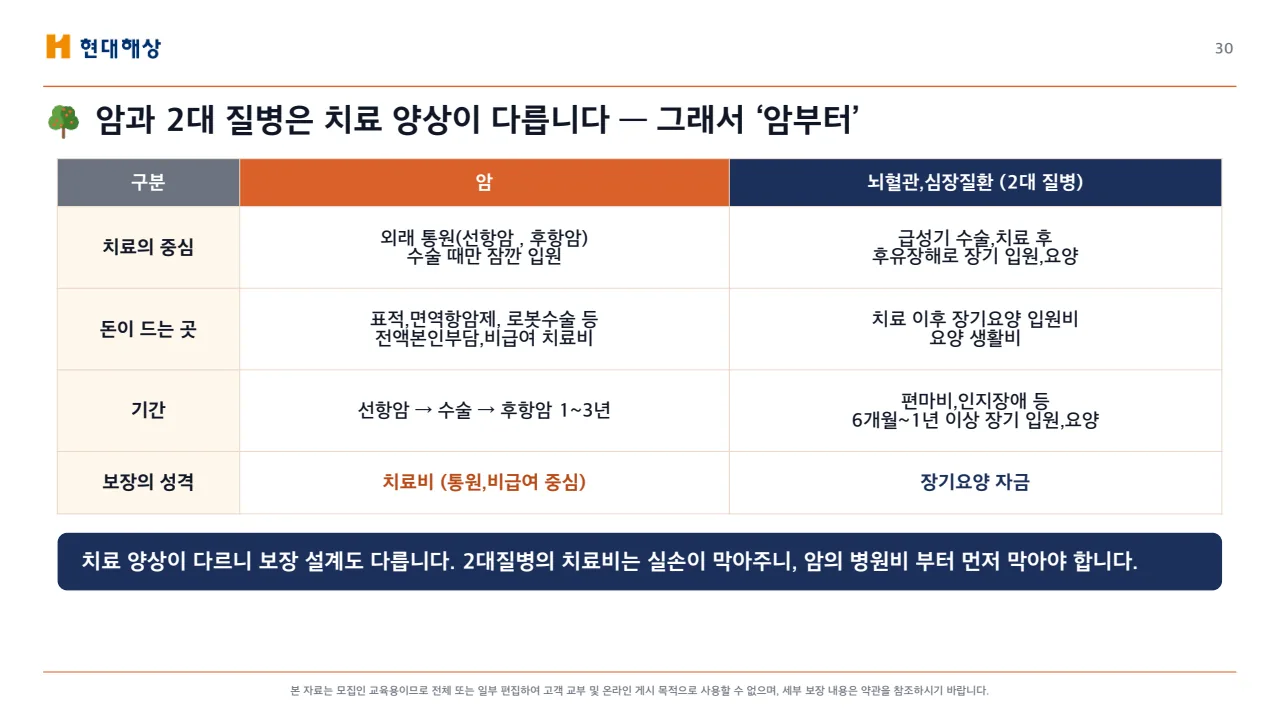 현대해상
30
암과 2대 질병은 치료 양상이 다릅니다 — 그래서 ‘암부터’
구분
암
뇌혈관,심장질환 (2대 질병)
치료의 중심
외래 통원(선항암 , 후항암)
수술 때만 잠깐 입원
급성기 수술,치료 후
후유장해로 장기 입원,요양
돈이 드는 곳
표적,면역항암제, 로봇수술 등
전액본인부담,비급여 치료비
치료 이후 장기요양 입원비
요양 생활비
기간
선항암 → 수술 → 후항암 1~3년
편마비,인지장애 등
6개월~1년 이상 장기 입원,요양
보장의 성격
치료비 (통원,비급여 중심)
장기요양 자금
치료 양상이 다르니 보장 설계도 다릅니다. 2대질병의 치료비는 실손이 막아주니, 암의 병원비 부터 먼저 막아야 합니다.
본 자료는 모집인 교육용이므로 전체 또는 일부 편집하여 고객 교부 및 온라인 게시 목적으로 사용할 수 없으며, 세부 보장 내용은 약관을 참조하시기 바랍니다.